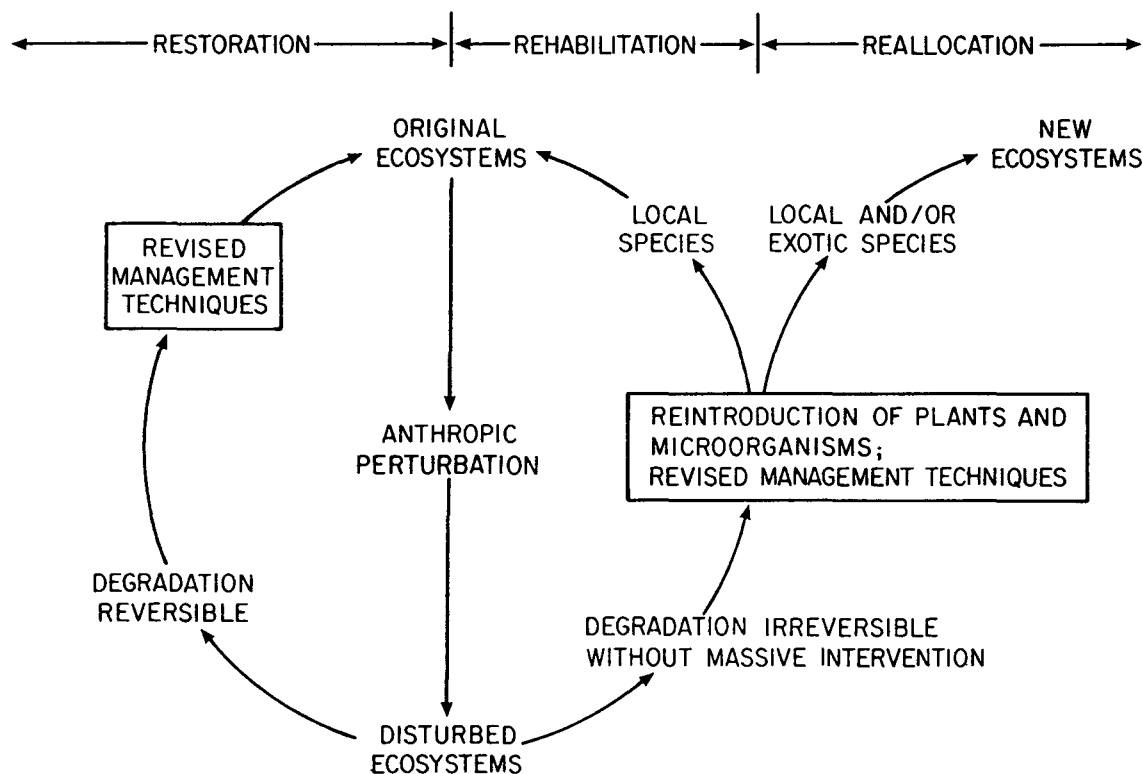 RESTORATION
REHABILITATION
REALLOCATION
ORIGINAL
ECOSYSTEMS
NEW
ECOSYSTEMS
LOCAL
SPECIES
LOCAL AND/OR
EXOTIC SPECIES
REVISED
MANAGEMENT
TECHNIQUES
ANTHROPIC
PERTURBATION
REINTRODUCTION OF PLANTS AND
MICROORGANISMS;
REVISED MANAGEMENT TECHNIQUES
DEGRADATION
REVERSIBLE
DEGRADATION IRREVERSIBLE
WITHOUT MASSIVE INTERVENTION
DISTURBED
ECOSYSTEMS